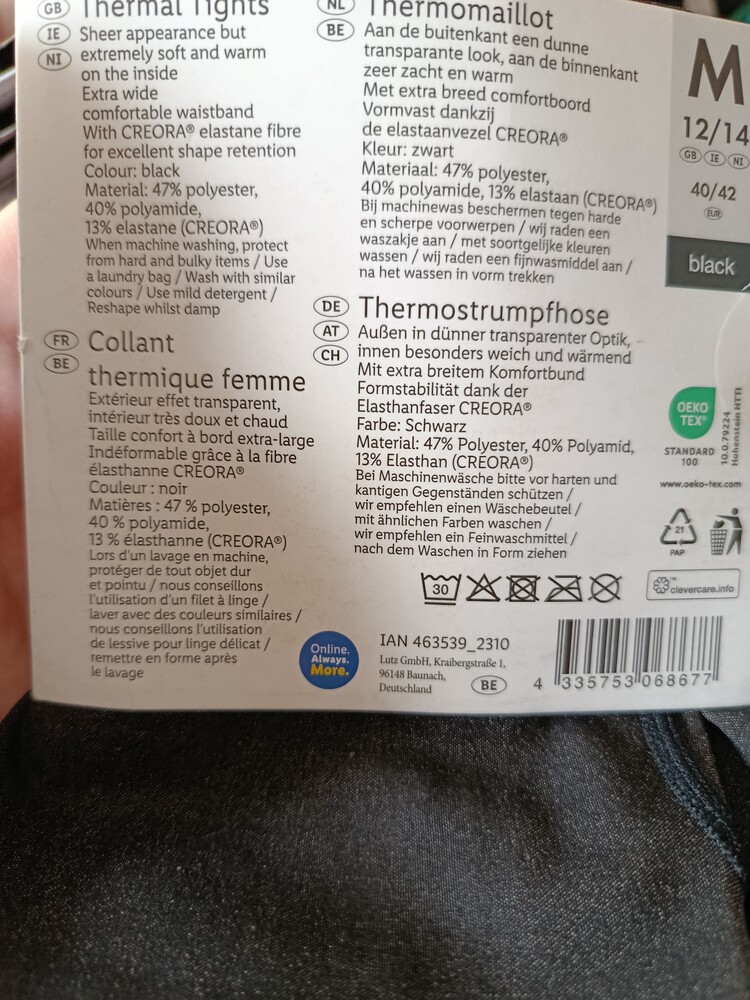 GB Thermal Tights
IE Sheer appearance but
NI extremely soft and warm
on the inside
Extra wide
comfortable waistband
With CREORA® elastane fibre
for excellent shape retention
Colour: black
Material: 47% polyester,
40% polyamide,
13% elastane (CREORA®)
When machine washing, protect
from hard and bulky items / Use
a laundry bag / Wash with similar
colours / Use mild detergent /
Reshape whilst damp
FR Collant
BE thermique femme
Extérieur effet transparent,
intérieur très doux et chaud
Taille confort à bord extra-large
Indéformable grâce à la fibre
élasthanne CREORA®
Couleur : noir
Matières : 47 % polyester,
40 % polyamide,
13 % élasthanne (CREORA®)
Lors d'un lavage en machine,
protéger de tout objet dur
et pointu / nous conseillons
l'utilisation d'un filet à linge /
laver avec des couleurs similaires /
nous conseillons l'utilisation
de lessive pour linge délicat /
remettre en forme après
le lavage
NL Thermomaillot
BE Aan de buitenkant een dunne
transparante look, aan de binnenkant
zeer zacht en warm
Met extra breed comfortboord
Vormvast dankzij
de elastaanvezel CREORA®
Kleur: zwart
Materiaal: 47% polyester,
40% polyamide, 13% elastaan (CREORA®)
Bij machinewas beschermen tegen harde
en scherpe voorwerpen / wij raden een
waszakje aan / met soortgelijke kleuren
wassen / wij raden een fijnwasmiddel aan /
na het wassen in vorm trekken
DE Thermostrumpfhose
AT Außen in dünner transparenter Optik,
CH innen besonders weich und wärmend
Mit extra breitem Komfortbund
Formstabilität dank der
Elasthanfaser CREORA®
Farbe: Schwarz
Material: 47% Polyester, 40% Polyamid,
13% Elasthan (CREORA®)
Bei Maschinenwäsche bitte vor harten und
kantigen Gegenständen schützen /
wir empfehlen einen Wäschebeutel /
mit ähnlichen Farben waschen /
wir empfehlen ein Feinwaschmittel /
nach dem Waschen in Form ziehen
30
Online.
Always.
More.
IAN 463539_2310
Lutz GmbH, Kraibergstraße 1,
96148 Baunach,
Deutschland
BE
M
12/14
GB IE NI
40/42
EUR
black
OEKO
TEX®
STANDARD
100
10.0.79224
Hohenstein HTTI
www.oeko-tex.com
21
PAP
clevercare.info
4 335753 068677